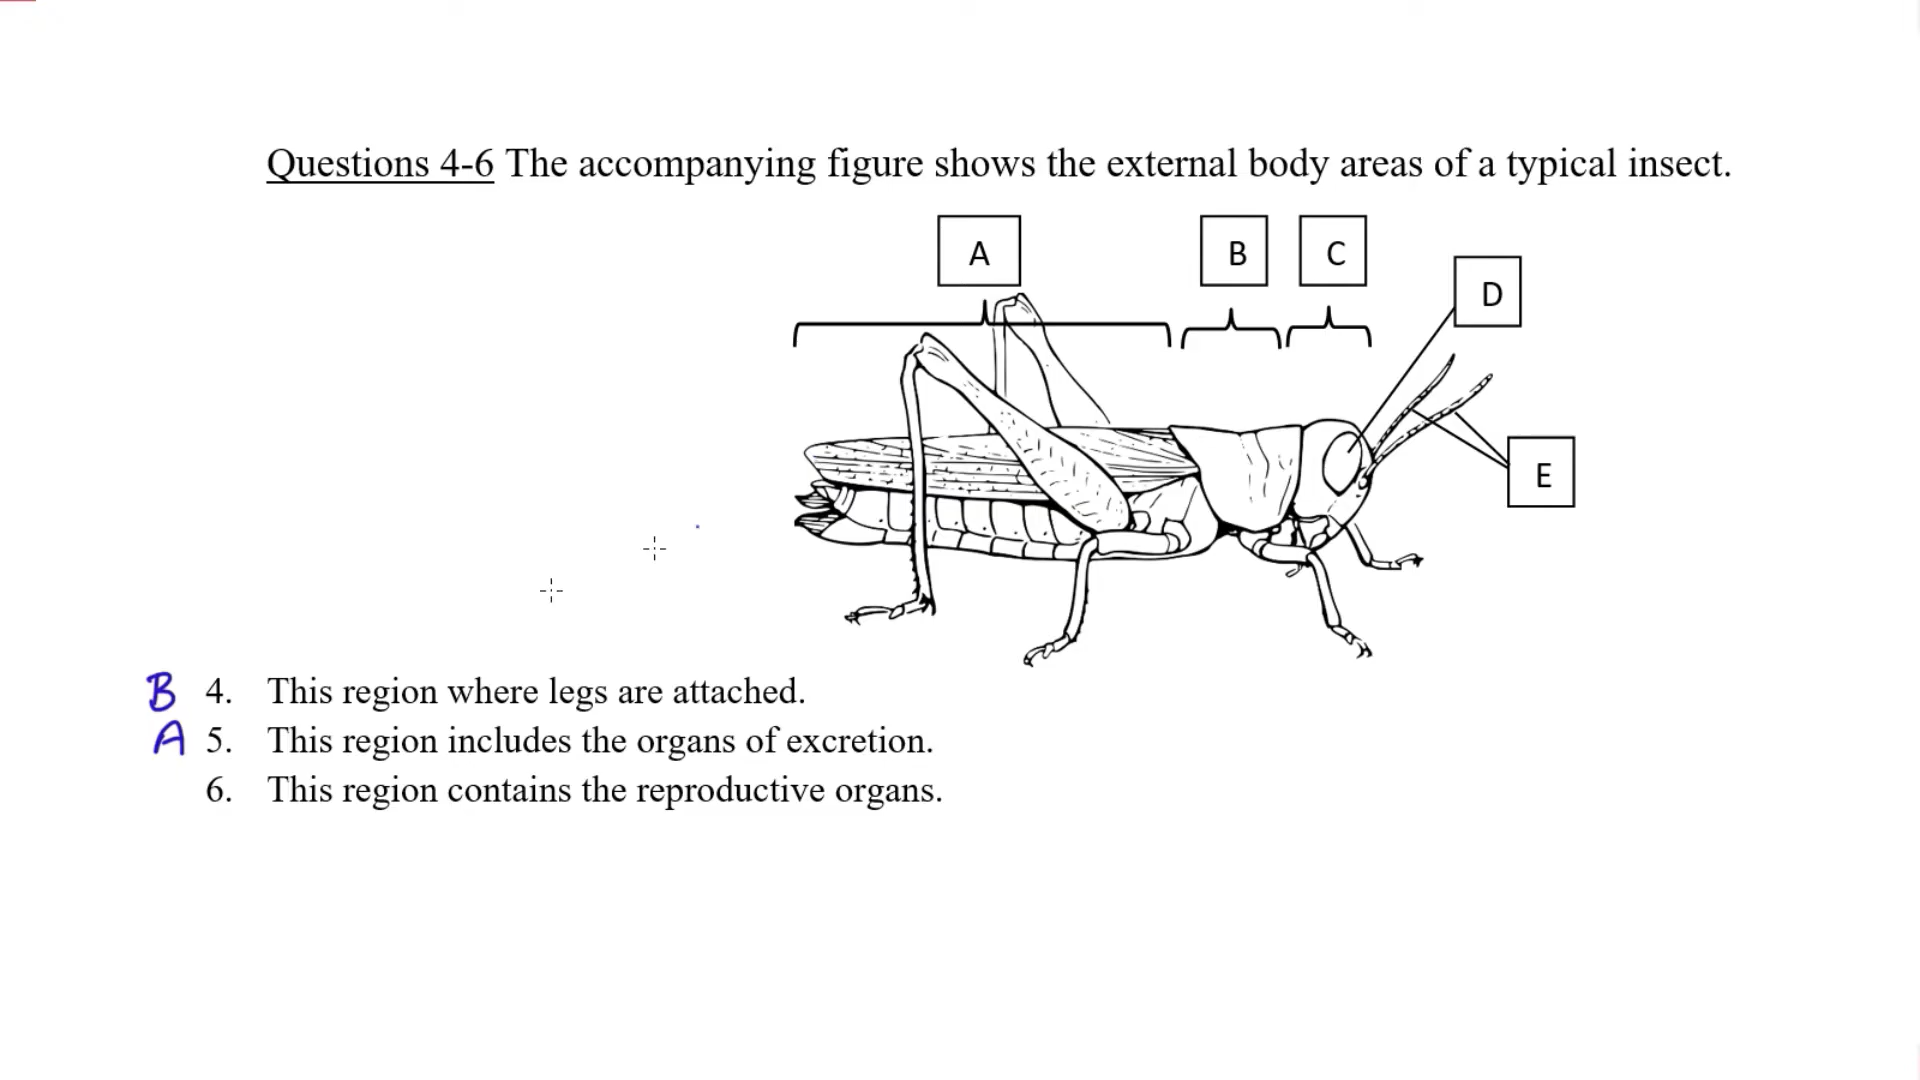 Questions 4-6 The accompanying figure shows the external body areas of a typical insect.
A B C
D
E
B 4. This region where legs are attached.
A 5. This region includes the organs of excretion.
6. This region contains the reproductive organs.